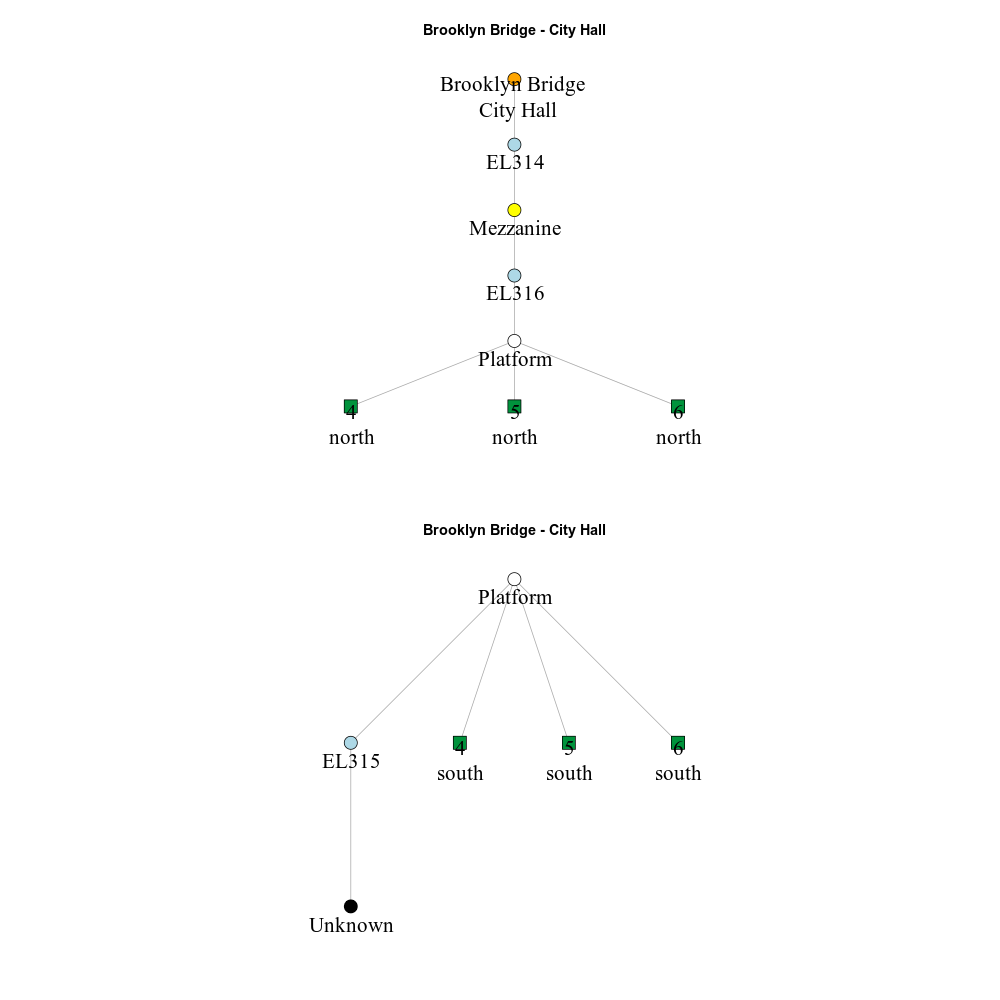 Brooklyn Bridge - City Hall
Brooklyn Bridge
City Hall
EL314
Mezzanine
EL316
Platform
4 5 6
north north north
Brooklyn Bridge - City Hall
Platform
EL315
4 5 6
south south south
Unknown